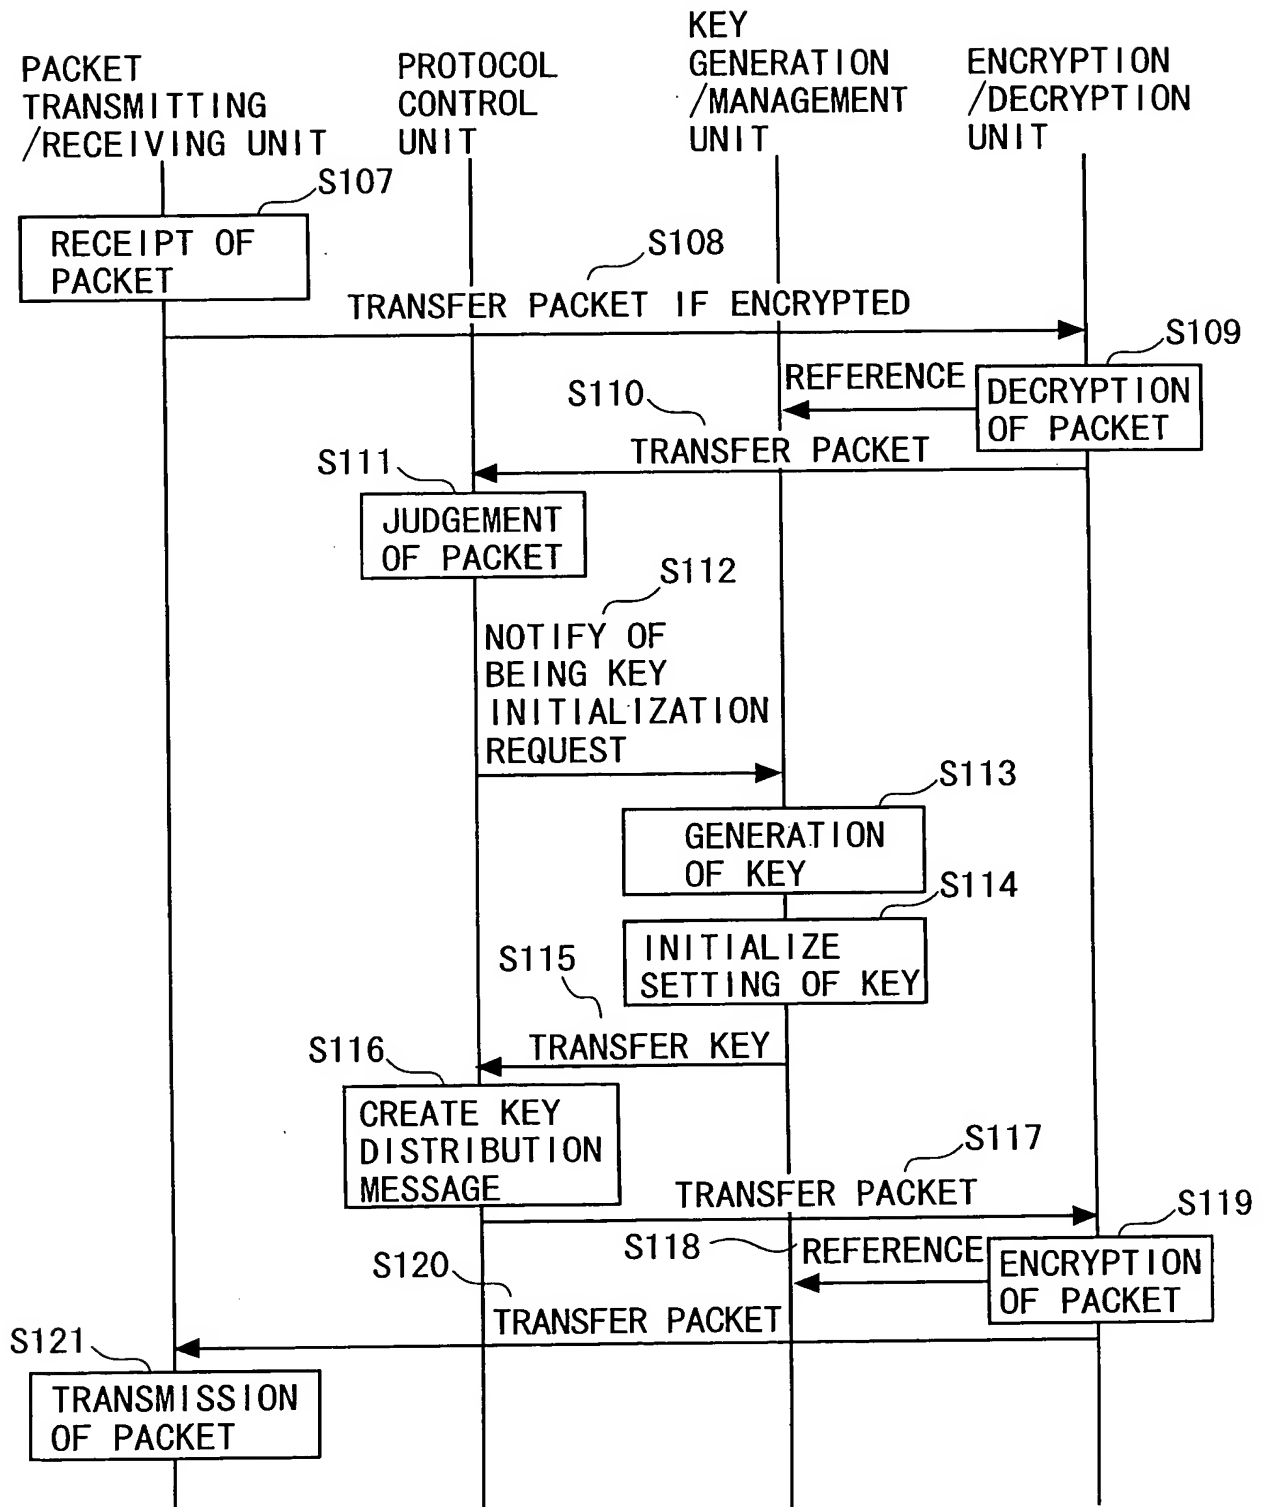 PACKET
TRANSMITTING
/RECEIVING UNIT
PROTOCOL
CONTROL
UNIT
KEY
GENERATION
/MANAGEMENT
UNIT
ENCRYPTION
/DECRYPTION
UNIT
S107
RECEIPT OF
PACKET
S108
TRANSFER PACKET IF ENCRYPTED
S109
REFERENCE
DECRYPTION
OF PACKET
S110
TRANSFER PACKET
S111
JUDGEMENT
OF PACKET
S112
NOTIFY OF
BEING KEY
INITIALIZATION
REQUEST
S113
GENERATION
OF KEY
S114
INITIALIZE
SETTING OF KEY
S115
TRANSFER KEY
S116
CREATE KEY
DISTRIBUTION
MESSAGE
S117
TRANSFER PACKET
S119
S118
REFERENCE
ENCRYPTION
OF PACKET
S120
TRANSFER PACKET
S121
TRANSMISSION
OF PACKET